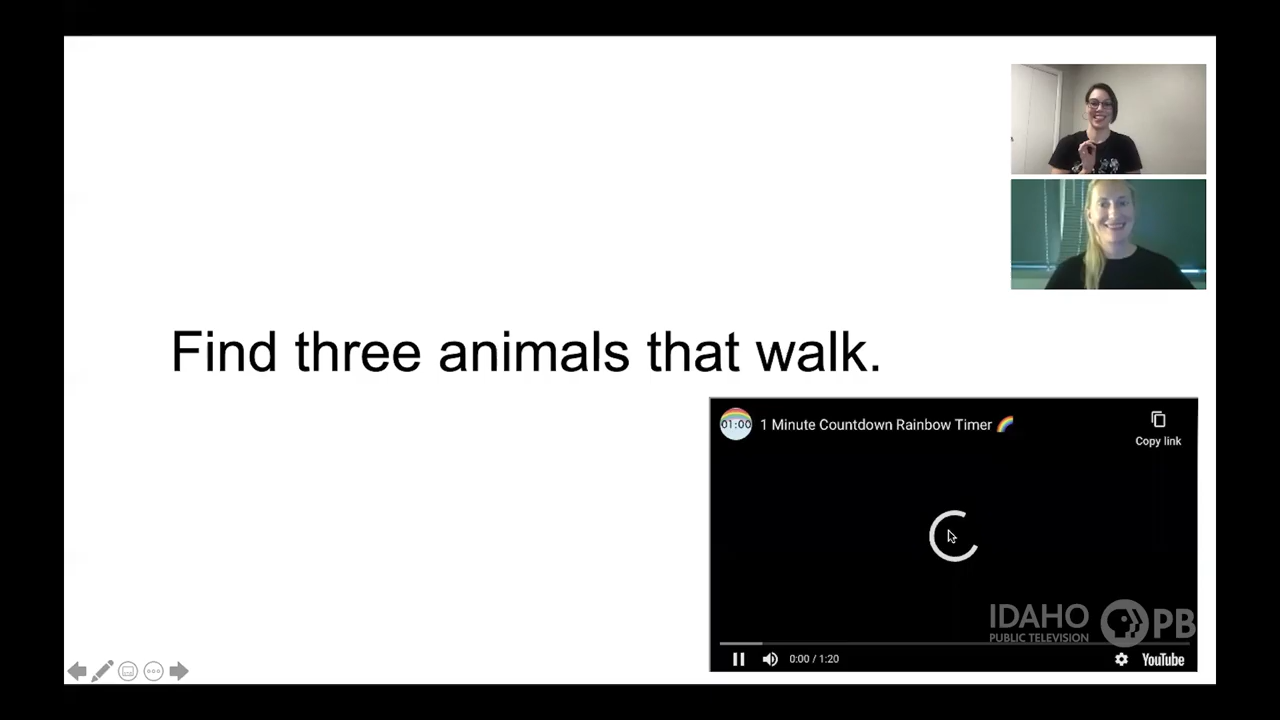 Find three animals that walk.
01:00 1 Minute Countdown Rainbow Timer 🌈
Copy link
IDAHO PBS
PUBLIC TELEVISION
0:00 / 1:20
YouTube